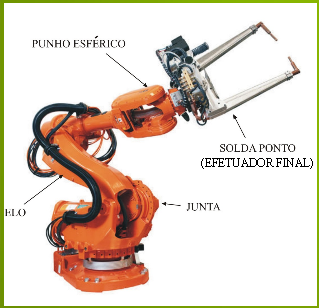 PUNHO ESFÉRICO
SOLDA PONTO
(EFETUADOR FINAL)
ELO
JUNTA